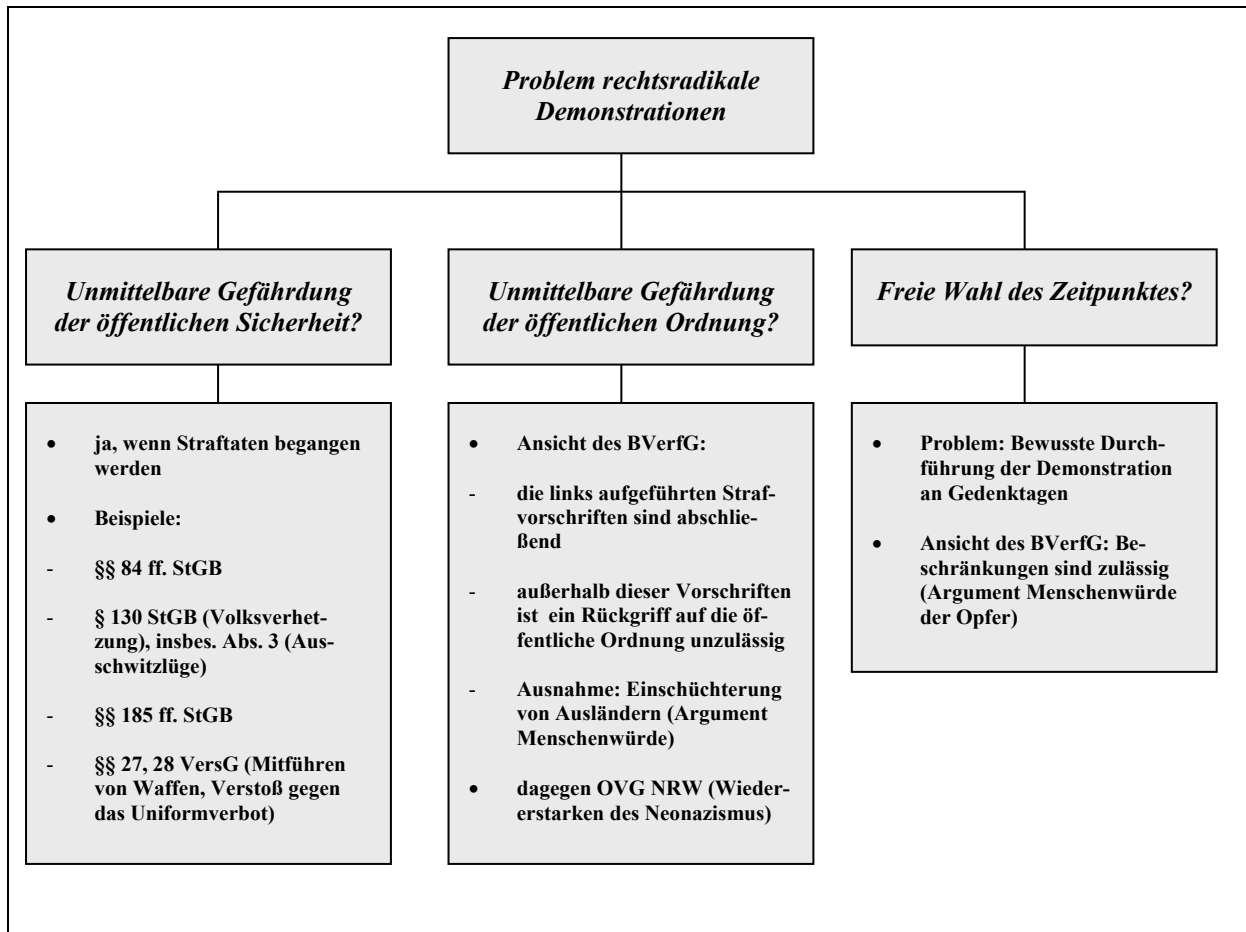 Problem rechtsradikale
Demonstrationen
Unmittelbare Gefährdung
der öffentlichen Sicherheit?
• ja, wenn Straftaten begangen
werden
• Beispiele:
- §§ 84 ff. StGB
- § 130 StGB (Volksverhet-
zung), insbes. Abs. 3 (Aus-
schwitzlüge)
- §§ 185 ff. StGB
- §§ 27, 28 VersG (Mitführen
von Waffen, Verstoß gegen
das Uniformverbot)
Unmittelbare Gefährdung
der öffentlichen Ordnung?
• Ansicht des BVerfG:
- die links aufgeführten Straf-
vorschriften sind abschlie-
ßend
- außerhalb dieser Vorschriften
ist ein Rückgriff auf die öf-
fentliche Ordnung unzulässig
- Ausnahme: Einschüchterung
von Ausländern (Argument
Menschenwürde)
• dagegen OVG NRW (Wieder-
erstarken des Neonazismus)
Freie Wahl des Zeitpunktes?
• Problem: Bewusste Durch-
führung der Demonstration
an Gedenktagen
• Ansicht des BVerfG: Be-
schränkungen sind zulässig
(Argument Menschenwürde
der Opfer)